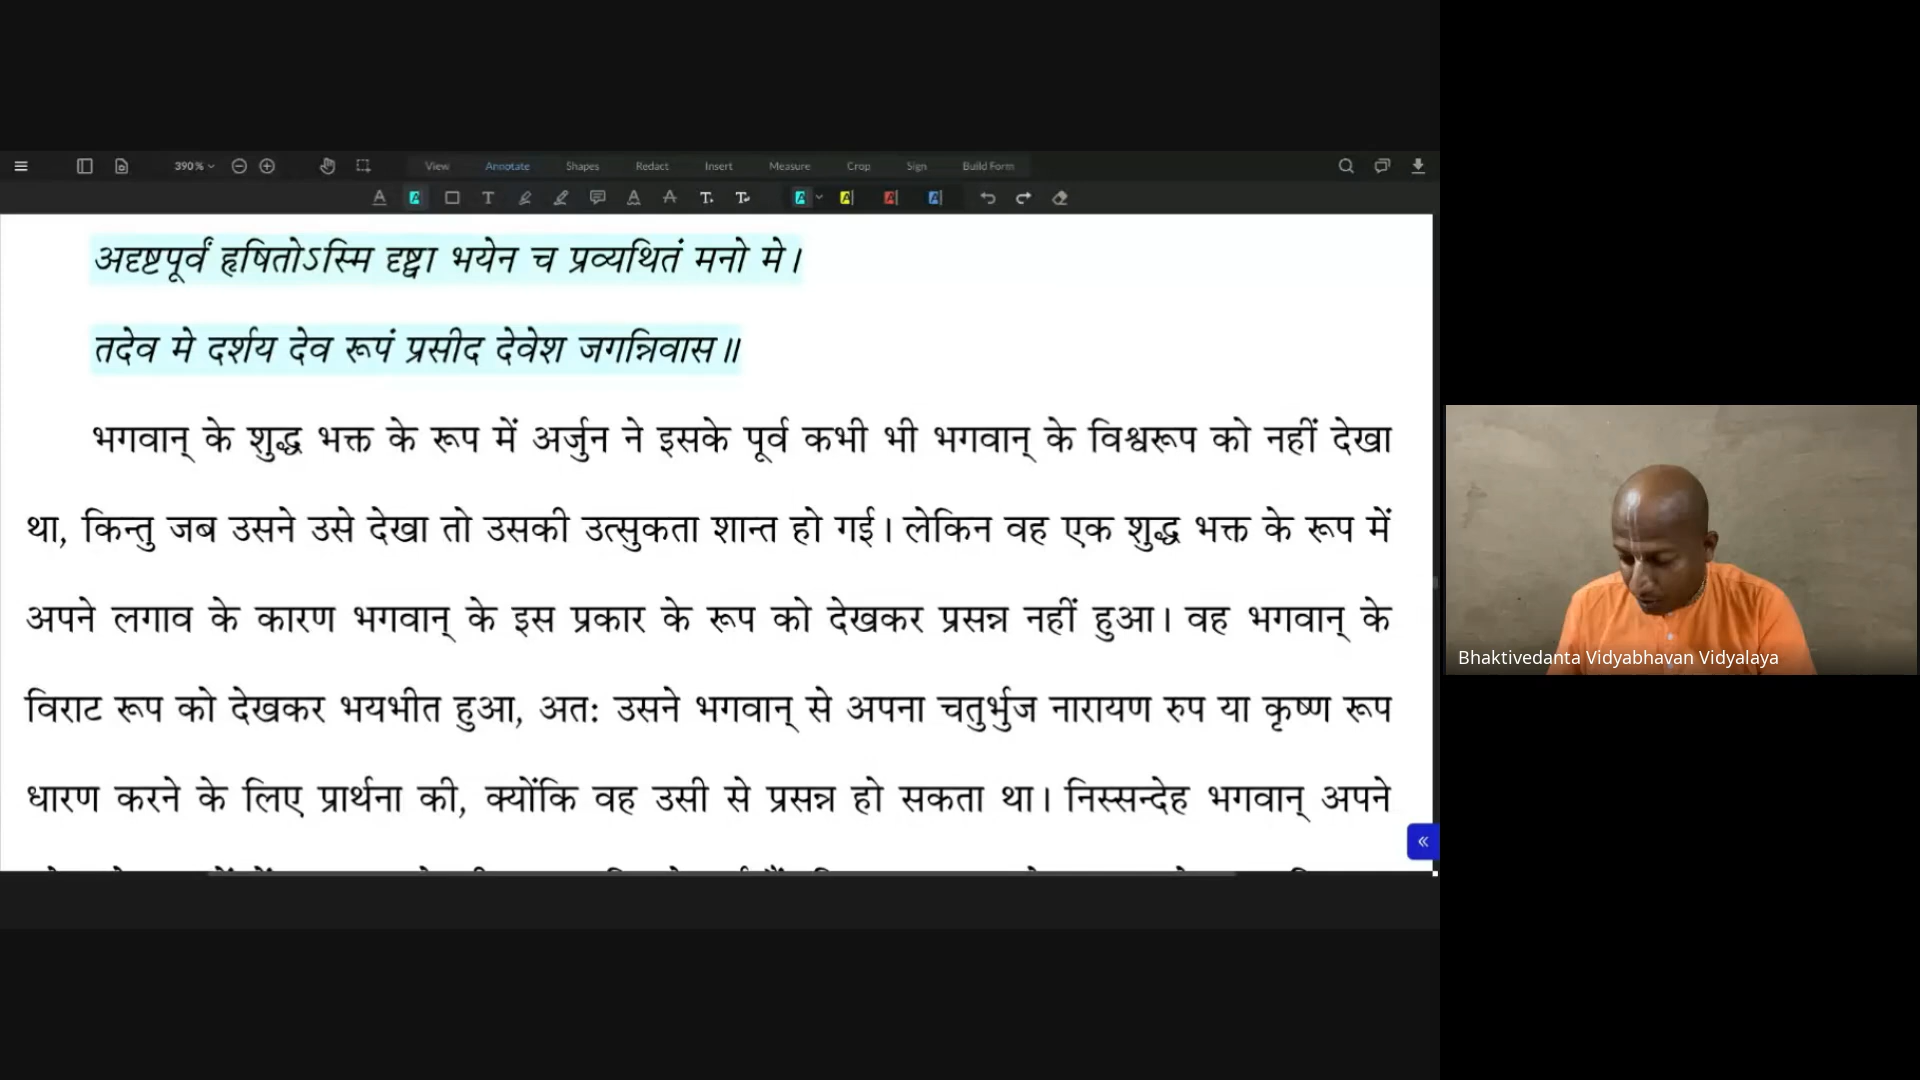 390%
View Annotate Shapes Redact Insert Measure Crop Sign Build Form
अदृष्टपूर्वं हृषितोऽस्मि दृष्ट्वा भयेन च प्रव्यथितं मनो मे।
तदेव मे दर्शय देव रूपं प्रसीद देवेश जगन्निवास॥
भगवान् के शुद्ध भक्त के रूप में अर्जुन ने इसके पूर्व कभी भी भगवान् के विश्वरूप को नहीं देखा
था, किन्तु जब उसने उसे देखा तो उसकी उत्सुकता शान्त हो गई। लेकिन वह एक शुद्ध भक्त के रूप में
अपने लगाव के कारण भगवान् के इस प्रकार के रूप को देखकर प्रसन्न नहीं हुआ। वह भगवान् के
विराट रूप को देखकर भयभीत हुआ, अतः उसने भगवान् से अपना चतुर्भुज नारायण रुप या कृष्ण रूप
धारण करने के लिए प्रार्थना की, क्योंकि वह उसी से प्रसन्न हो सकता था। निस्सन्देह भगवान् अपने
Bhaktivedanta Vidyabhavan Vidyalaya